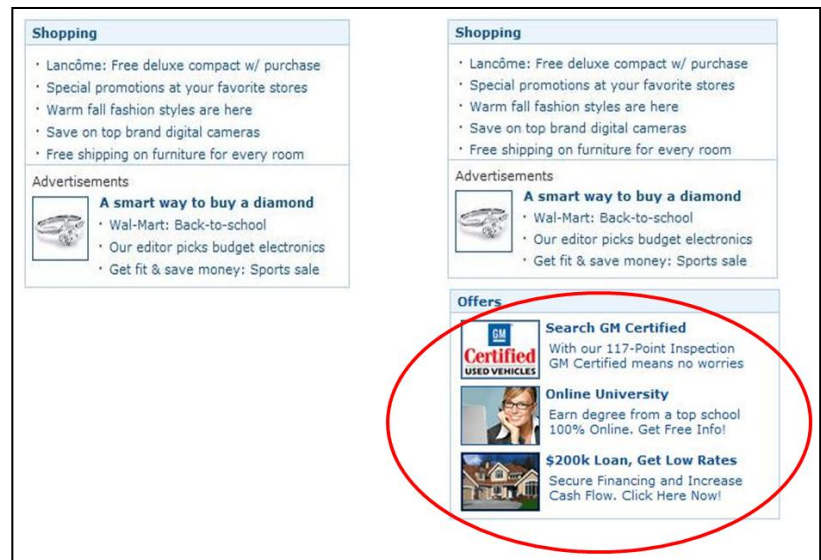 Shopping
· Lancôme: Free deluxe compact w/ purchase
· Special promotions at your favorite stores
· Warm fall fashion styles are here
· Save on top brand digital cameras
· Free shipping on furniture for every room
Advertisements
A smart way to buy a diamond
· Wal-Mart: Back-to-school
· Our editor picks budget electronics
· Get fit & save money: Sports sale
Shopping
· Lancôme: Free deluxe compact w/ purchase
· Special promotions at your favorite stores
· Warm fall fashion styles are here
· Save on top brand digital cameras
· Free shipping on furniture for every room
Advertisements
A smart way to buy a diamond
· Wal-Mart: Back-to-school
· Our editor picks budget electronics
· Get fit & save money: Sports sale
Offers
GM
Certified
USED VEHICLES
Search GM Certified
With our 117-Point Inspection
GM Certified means no worries
Online University
Earn degree from a top school
100% Online. Get Free Info!
$200k Loan, Get Low Rates
Secure Financing and Increase
Cash Flow. Click Here Now!